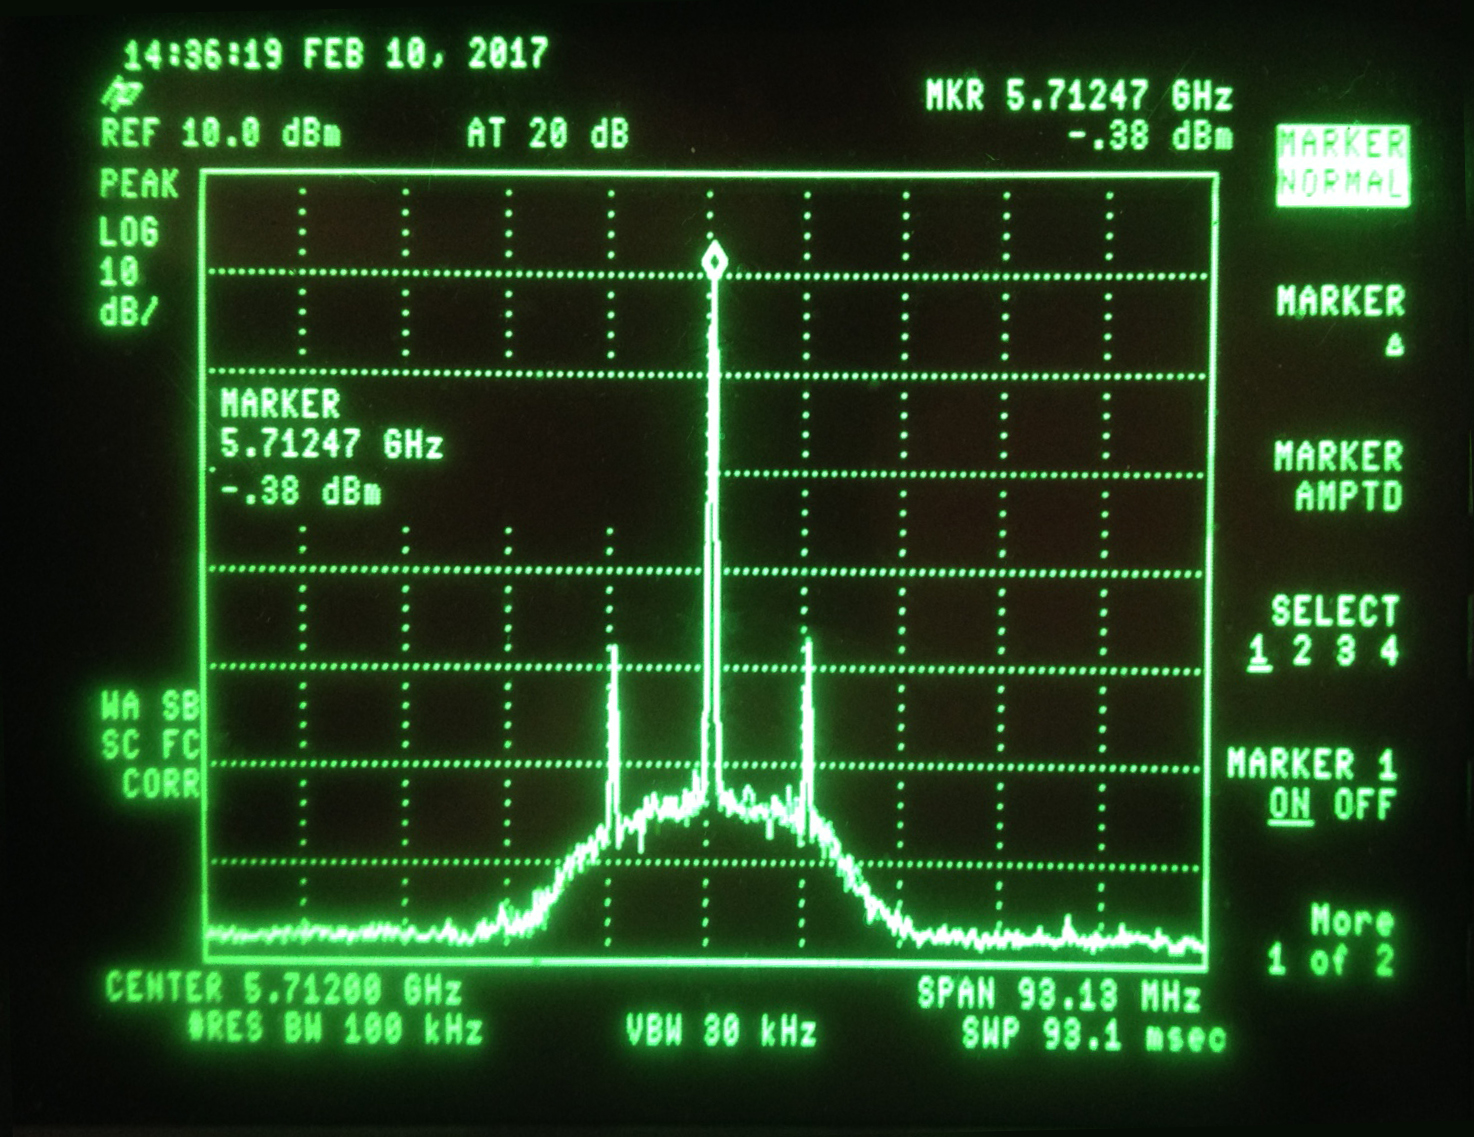 14:36:19 FEB 10, 2017
hp
REF 10.0 dBm AT 20 dB
MKR 5.71247 GHz
-.38 dBm
PEAK
LOG
10
dB/
MARKER
5.71247 GHz
-.38 dBm
WA SB
SC FC
CORR
CENTER 5.71200 GHz SPAN 93.13 MHz
#RES BW 100 kHz VBW 30 kHz SWP 93.1 msec
MARKER
NORMAL
MARKER
Δ
MARKER
AMPTD
SELECT
1 2 3 4
MARKER 1
ON OFF
More
1 of 2